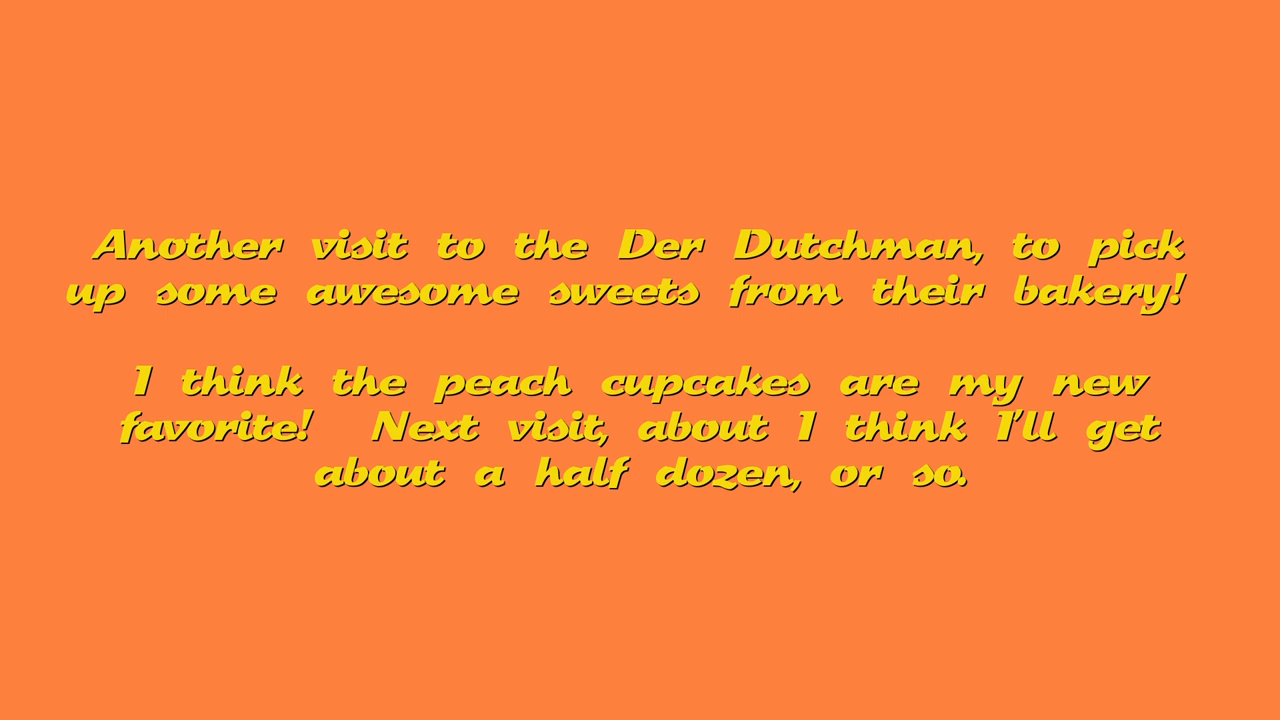 Another visit to the Der Dutchman, to pick
up some awesome sweets from their bakery!
I think the peach cupcakes are my new
favorite! Next visit, about I think I'll get
about a half dozen, or so.